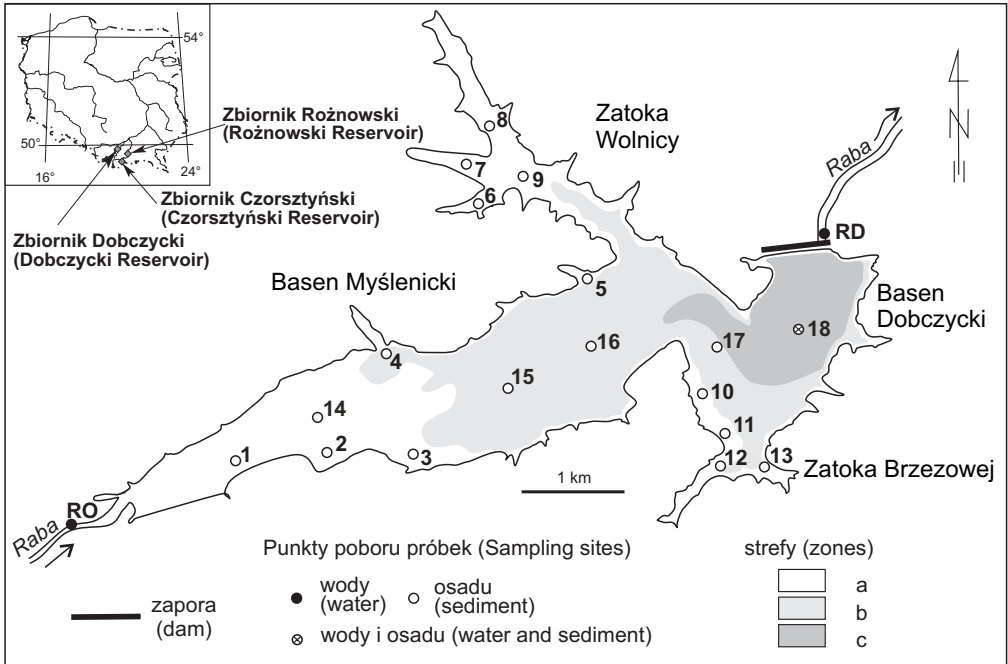 54°
50°
16°
24°
Zbiornik Rożnowski
(Rożnowski Reservoir)
Zbiornik Czorsztyński
(Czorsztyński Reservoir)
Zbiornik Dobczycki
(Dobczycki Reservoir)
Zatoka
Wolnicy
N
Raba
RD
8
7
9
6
5
Basen Myślenicki
Basen
Dobczycki
4
16
17
18
15
10
14
11
1
2
3
12
13
Zatoka Brzezowej
1 km
RO
Raba
Punkty poboru próbek (Sampling sites)
wody
(water)
osadu
(sediment)
wody i osadu (water and sediment)
zapora
(dam)
strefy (zones)
a
b
c